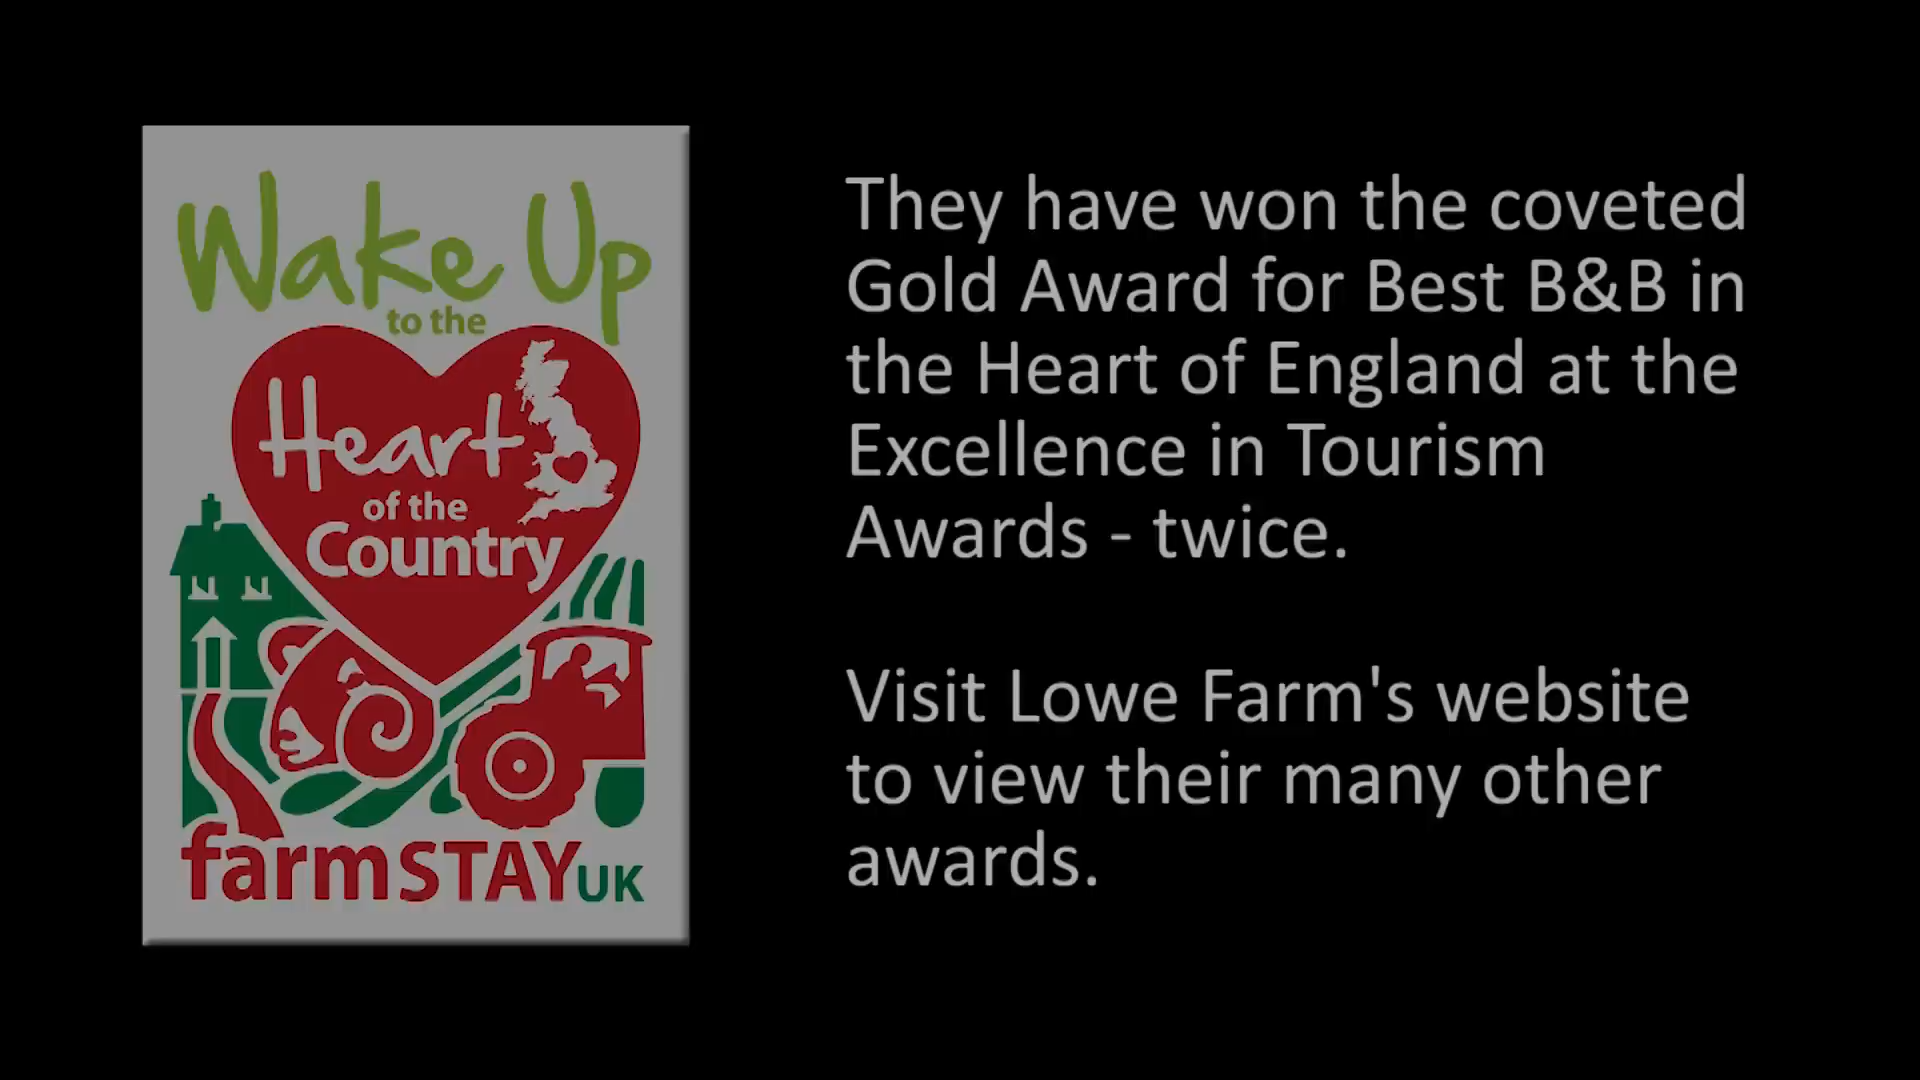 Wake Up
to the
Heart
of the
Country
farmSTAYUK
They have won the coveted
Gold Award for Best B&B in
the Heart of England at the
Excellence in Tourism
Awards - twice.
Visit Lowe Farm's website
to view their many other
awards.